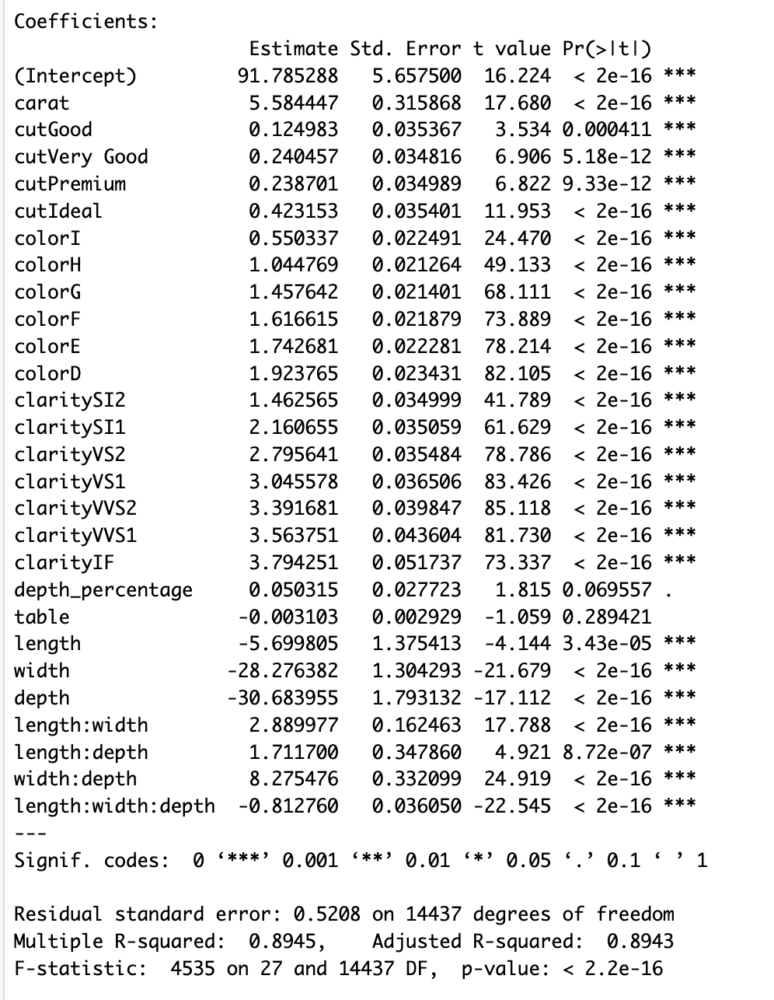 Coefficients:
Estimate Std. Error t value Pr(>|t|)
(Intercept) 91.785288 5.657500 16.224 < 2e-16 ***
carat 5.584447 0.315868 17.680 < 2e-16 ***
cutGood 0.124983 0.035367 3.534 0.000411 ***
cutVery Good 0.240457 0.034816 6.906 5.18e-12 ***
cutPremium 0.238701 0.034989 6.822 9.33e-12 ***
cutIdeal 0.423153 0.035401 11.953 < 2e-16 ***
colorI 0.550337 0.022491 24.470 < 2e-16 ***
colorH 1.044769 0.021264 49.133 < 2e-16 ***
colorG 1.457642 0.021401 68.111 < 2e-16 ***
colorF 1.616615 0.021879 73.889 < 2e-16 ***
colorE 1.742681 0.022281 78.214 < 2e-16 ***
colorD 1.923765 0.023431 82.105 < 2e-16 ***
claritySI2 1.462565 0.034999 41.789 < 2e-16 ***
claritySI1 2.160655 0.035059 61.629 < 2e-16 ***
clarityVS2 2.795641 0.035484 78.786 < 2e-16 ***
clarityVS1 3.045578 0.036506 83.426 < 2e-16 ***
clarityVVS2 3.391681 0.039847 85.118 < 2e-16 ***
clarityVVS1 3.563751 0.043604 81.730 < 2e-16 ***
clarityIF 3.794251 0.051737 73.337 < 2e-16 ***
depth_percentage 0.050315 0.027723 1.815 0.069557 .
table -0.003103 0.002929 -1.059 0.289421
length -5.699805 1.375413 -4.144 3.43e-05 ***
width -28.276382 1.304293 -21.679 < 2e-16 ***
depth -30.683955 1.793132 -17.112 < 2e-16 ***
length:width 2.889977 0.162463 17.788 < 2e-16 ***
length:depth 1.711700 0.347860 4.921 8.72e-07 ***
width:depth 8.275476 0.332099 24.919 < 2e-16 ***
length:width:depth -0.812760 0.036050 -22.545 < 2e-16 ***
---
Signif. codes: 0 ‘***’ 0.001 ‘**’ 0.01 ‘*’ 0.05 ‘.’ 0.1 ‘ ’ 1
Residual standard error: 0.5208 on 14437 degrees of freedom
Multiple R-squared: 0.8945, Adjusted R-squared: 0.8943
F-statistic: 4535 on 27 and 14437 DF, p-value: < 2.2e-16